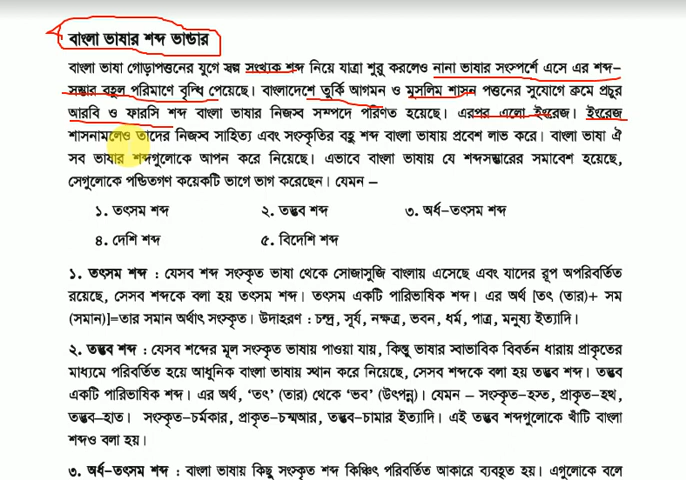 বাংলা ভাষার শব্দ ভান্ডার
বাংলা ভাষা গোড়াপত্তনের যুগে স্বল্প সংখ্যক শব্দ নিয়ে যাত্রা শুরু করলেও নানা ভাষার সংস্পর্শে এসে এর শব্দ–
সম্ভার বহুল পরিমাণে বৃদ্ধি পেয়েছে। বাংলাদেশে তুর্কি আগমন ও মুসলিম শাসন পত্তনের সুযোগে ক্রমে প্রচুর
আরবি ও ফারসি শব্দ বাংলা ভাষার নিজস্ব সম্পদে পরিণত হয়েছে। এরপর এলো ইংরেজ। ইংরেজ
শাসনামলেও তাদের নিজস্ব সাহিত্য এবং সংস্কৃতির বহু শব্দ বাংলা ভাষায় প্রবেশ লাভ করে। বাংলা ভাষা ঐ
সব ভাষার শব্দগুলোকে আপন করে নিয়েছে। এভাবে বাংলা ভাষায় যে শব্দসম্ভারের সমাবেশ হয়েছে,
সেগুলোকে পণ্ডিতগণ কয়েকটি ভাগে ভাগ করেছেন। যেমন –
১. তৎসম শব্দ ২. তদ্ভব শব্দ ৩. অর্ধ–তৎসম শব্দ
৪. দেশি শব্দ ৫. বিদেশি শব্দ
১. তৎসম শব্দ : যেসব শব্দ সংস্কৃত ভাষা থেকে সোজাসুজি বাংলায় এসেছে এবং যাদের রূপ অপরিবর্তিত
রয়েছে, সেসব শব্দকে বলা হয় তৎসম শব্দ। তৎসম একটি পারিভাষিক শব্দ। এর অর্থ [তৎ (তার)+ সম
(সমান)]=তার সমান অর্থাৎ সংস্কৃত। উদাহরণ : চন্দ্র, সূর্য, নক্ষত্র, ভবন, ধর্ম, পাত্র, মনুষ্য ইত্যাদি।
২. তদ্ভব শব্দ : যেসব শব্দের মূল সংস্কৃত ভাষায় পাওয়া যায়, কিন্তু ভাষার স্বাভাবিক বিবর্তন ধারায় প্রাকৃতের
মাধ্যমে পরিবর্তিত হয়ে আধুনিক বাংলা ভাষায় স্থান করে নিয়েছে, সেসব শব্দকে বলা হয় তদ্ভব শব্দ। তদ্ভব
একটি পারিভাষিক শব্দ। এর অর্থ, ‘তৎ’ (তার) থেকে ‘ভব’ (উৎপন্ন)। যেমন – সংস্কৃত–হস্ত, প্রাকৃত–হত্থ,
তদ্ভব–হাত। সংস্কৃত–চর্মকার, প্রাকৃত–চম্মআর, তদ্ভব–চামার ইত্যাদি। এই তদ্ভব শব্দগুলোকে খাঁটি বাংলা
শব্দও বলা হয়।
৩. অর্ধ–তৎসম শব্দ : বাংলা ভাষায় কিছু সংস্কৃত শব্দ কিঞ্চিৎ পরিবর্তিত আকারে ব্যবহৃত হয়। এগুলোকে বলে